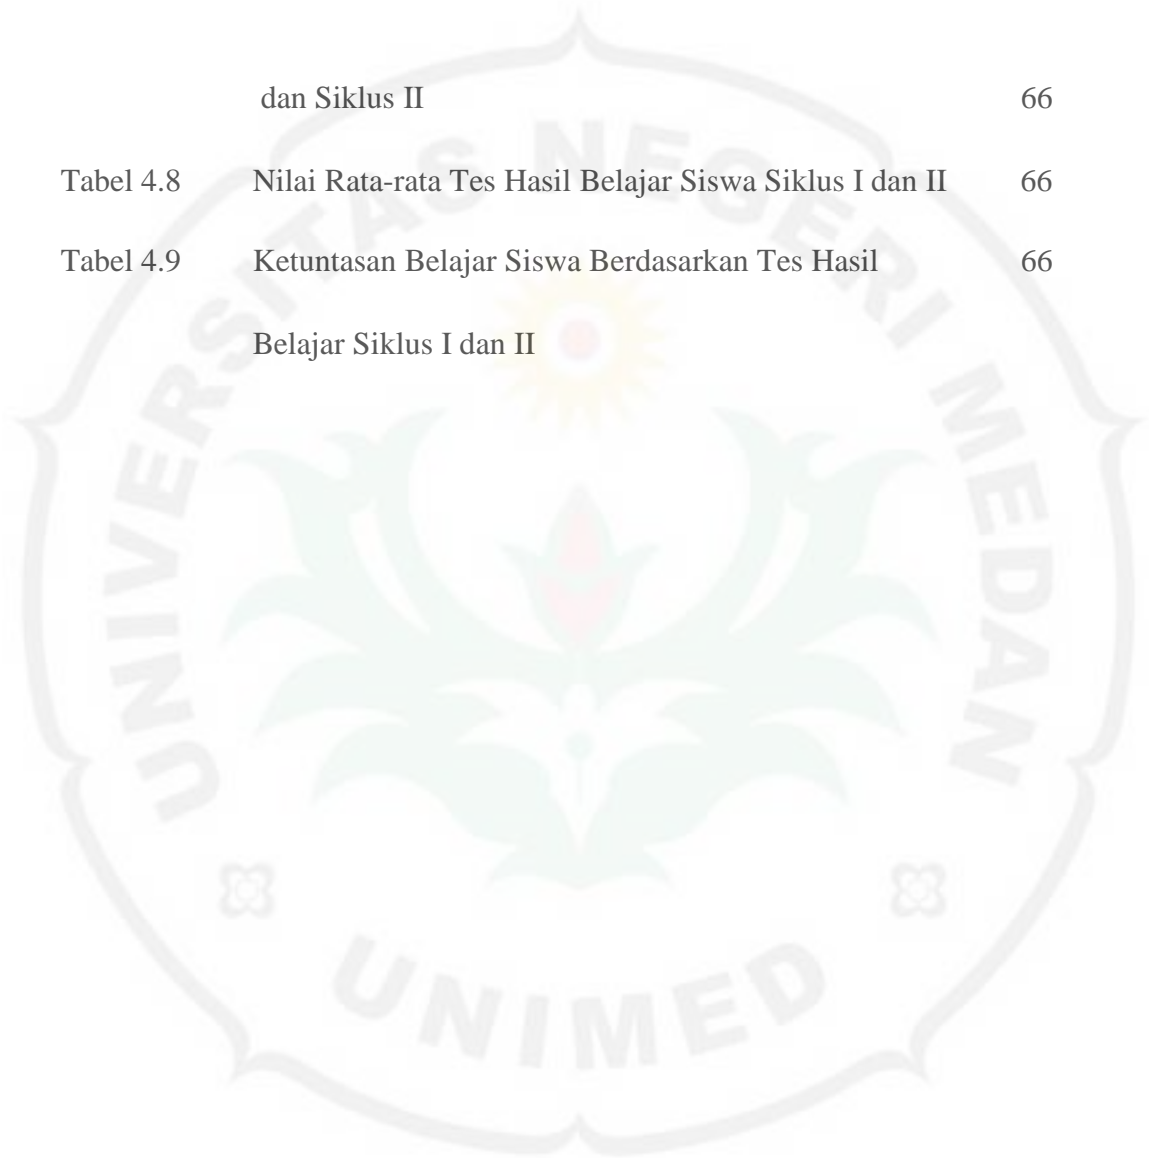 dan Siklus II 66
Tabel 4.8 Nilai Rata-rata Tes Hasil Belajar Siswa Siklus I dan II 66
Tabel 4.9 Ketuntasan Belajar Siswa Berdasarkan Tes Hasil 66
Belajar Siklus I dan II
UNIVERSITAS NEGERI MEDAN
UNIMED